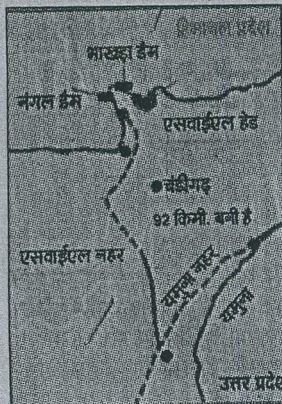 हिमाचल प्रदेश
भाखड़ा डैम
नंगल डैम
एसवाईएल हेड
चंडीगढ़
92 किमी. बनी है
एसवाईएल नहर
यमुना नहर
यमुना
उत्तर प्रदेश